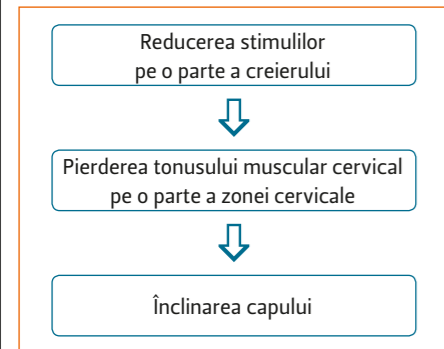 Reducerea stimulilor
pe o parte a creierului
Pierderea tonusului muscular cervical
pe o parte a zonei cervicale
Înclinarea capului